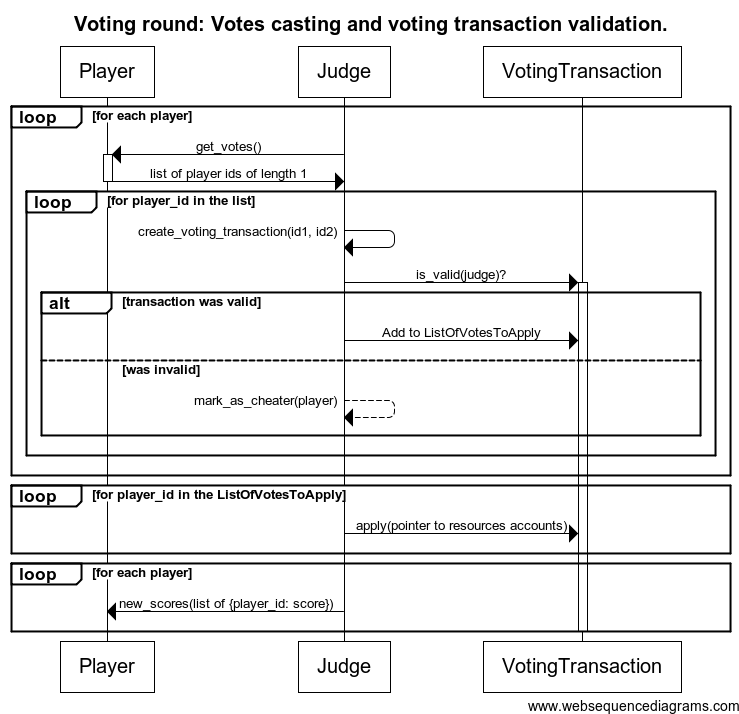 Voting round: Votes casting and voting transaction validation.
Player Judge VotingTransaction
loop [for each player]
get_votes()
list of player ids of length 1
loop [for player_id in the list]
create_voting_transaction(id1, id2)
is_valid(judge)?
alt [transaction was valid]
Add to ListOfVotesToApply
[was invalid]
mark_as_cheater(player)
loop [for player_id in the ListOfVotesToApply]
apply(pointer to resources accounts)
loop [for each player]
new_scores(list of {player_id: score})
Player Judge VotingTransaction
www.websequencediagrams.com